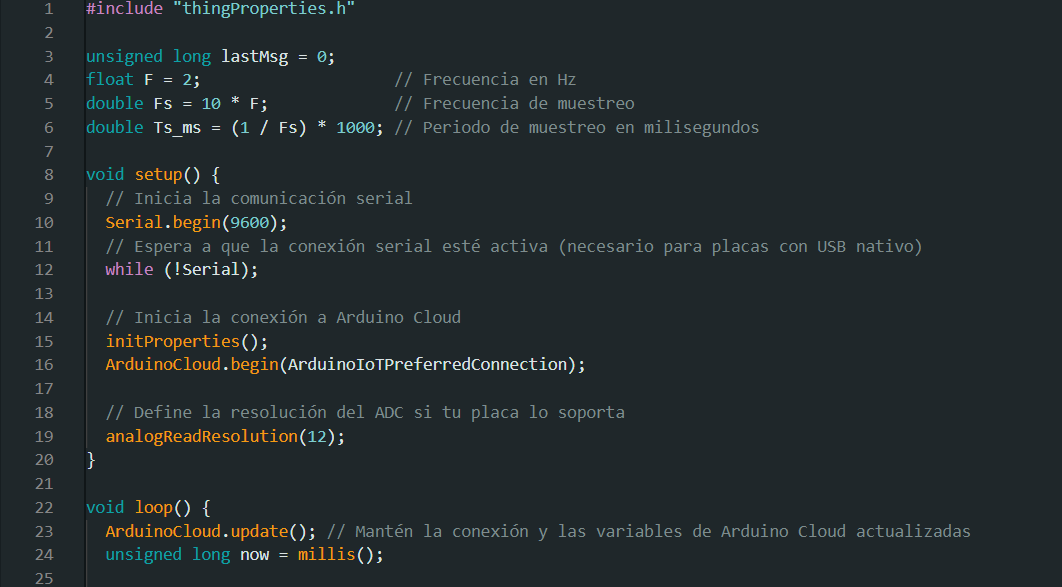 1 #include "thingProperties.h"
2
3 unsigned long lastMsg = 0;
4 float F = 2;                    // Frecuencia en Hz
5 double Fs = 10 * F;             // Frecuencia de muestreo
6 double Ts_ms = (1 / Fs) * 1000; // Periodo de muestreo en milisegundos
7
8 void setup() {
9   // Inicia la comunicación serial
10   Serial.begin(9600);
11   // Espera a que la conexión serial esté activa (necesario para placas con USB nativo)
12   while (!Serial);
13
14   // Inicia la conexión a Arduino Cloud
15   initProperties();
16   ArduinoCloud.begin(ArduinoIoTPreferredConnection);
17
18   // Define la resolución del ADC si tu placa lo soporta
19   analogReadResolution(12);
20 }
21
22 void loop() {
23   ArduinoCloud.update(); // Mantén la conexión y las variables de Arduino Cloud actualizadas
24   unsigned long now = millis();
25